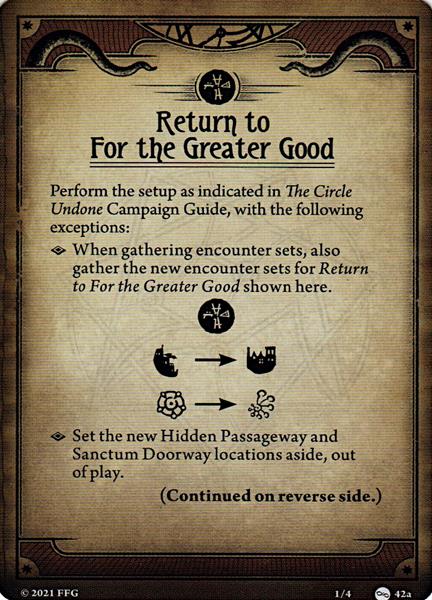 Return to
For the Greater Good
Perform the setup as indicated in The Circle
Undone Campaign Guide, with the following
exceptions:
When gathering encounter sets, also
gather the new encounter sets for Return
to For the Greater Good shown here.
Set the new Hidden Passageway and
Sanctum Doorway locations aside, out
of play.
(Continued on reverse side.)
© 2021 FFG 1/4 42a